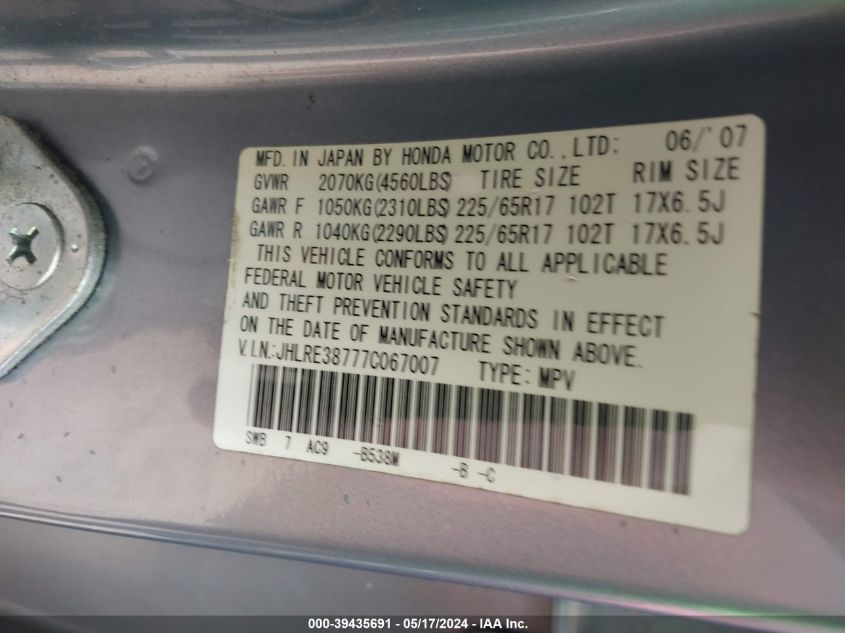 MFD. IN JAPAN BY HONDA MOTOR CO.,LTD: 06/'07
GVWR 2070KG(4560LBS) TIRE SIZE RIM SIZE
GAWR F 1050KG(2310LBS) 225/65R17 102T 17X6.5J
GAWR R 1040KG(2290LBS) 225/65R17 102T 17X6.5J
THIS VEHICLE CONFORMS TO ALL APPLICABLE
FEDERAL MOTOR VEHICLE SAFETY
AND THEFT PREVENTION STANDARDS IN EFFECT
ON THE DATE OF MANUFACTURE SHOWN ABOVE.
V.I.N.:JHLRE38777C067007 TYPE:MPV
SWB 7 AC9 -B538M -B -C
000-39435691 - 05/17/2024 - IAA Inc.